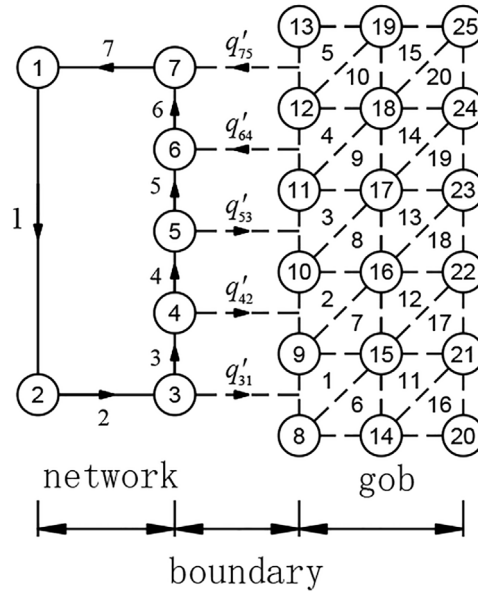 13 19 25
5 15
1 7 7 q′75
10 20
6 12 18 24
4 14
6 q′64
9 19
5 11 17 23
3 13
1 5 q′53
8 18
4 10 16 22
2 12
4 q′42
7 17
3 9 15 21
1 11
2 2 3 q′31
6 16
8 14 20
network gob
boundary